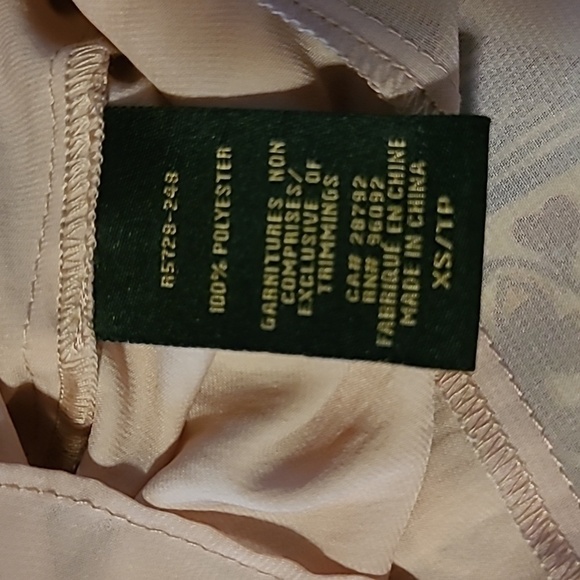 R5728-248
100% POLYESTER
GARNITURES NON
COMPRISES/
EXCLUSIVE OF
TRIMMINGS
CA# 28792
RN# 96092
FABRIQUÉ EN CHINE
MADE IN CHINA
XS/TP